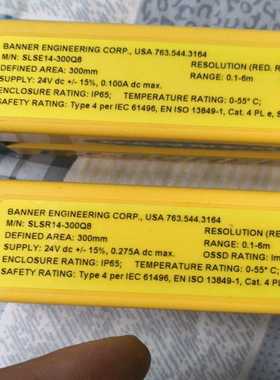 BANNER ENGINEERING CORP., USA 763.544.3164
M/N: SLSE14-300Q8 RESOLUTION (RED, R
DEFINED AREA: 300mm RANGE: 0.1-6m
SUPPLY: 24V dc +/- 15%, 0.100A dc max.
ENCLOSURE RATING: IP65; TEMPERATURE RATING: 0-55° C;
SAFETY RATING: Type 4 per IEC 61496, EN ISO 13849-1, Cat. 4 PL e, S
BANNER ENGINEERING CORP., USA 763.544.3164
M/N: SLSR14-300Q8 RESOLUTION (RED. R
DEFINED AREA: 300mm RANGE: 0.1-6m
SUPPLY: 24V dc +/- 15%, 0.275A dc max. OSSD RATING: Im
ENCLOSURE RATING: IP65; TEMPERATURE RATING: 0-55° C;
SAFETY RATING: Type 4 per IEC 61496, EN ISO 13849-1, Cat. 4 PL